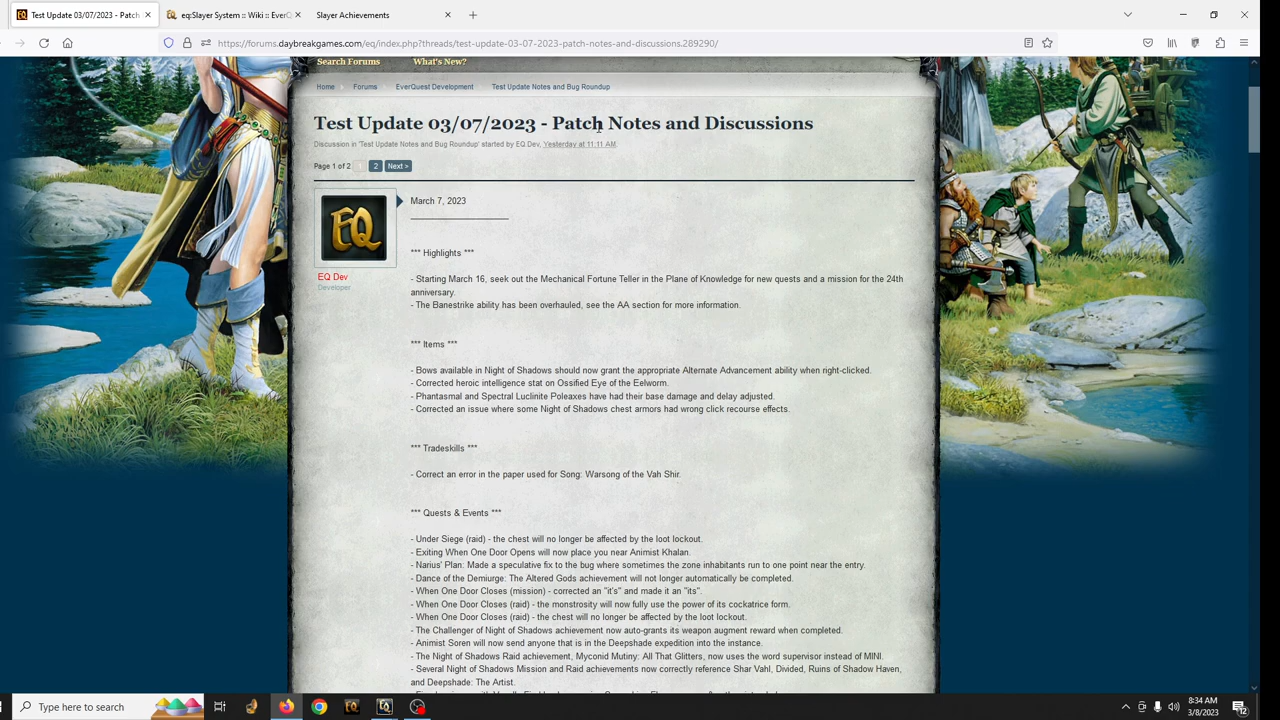 Test Update 03/07/2023 - Patch
eq:Slayer System :: Wiki :: EverQ
Slayer Achievements
https://forums.daybreakgames.com/eq/index.php?threads/test-update-03-07-2023-patch-notes-and-discussions.289290/
Search Forums What's New?
Home Forums EverQuest Development Test Update Notes and Bug Roundup
Test Update 03/07/2023 - Patch Notes and Discussions
Discussion in 'Test Update Notes and Bug Roundup' started by EQ Dev, Yesterday at 11:11 AM.
Page 1 of 2 1 2 Next >
EQ
EQ Dev
Developer
March 7, 2023
*** Highlights ***
- Starting March 16, seek out the Mechanical Fortune Teller in the Plane of Knowledge for new quests and a mission for the 24th
anniversary.
- The Banestrike ability has been overhauled, see the AA section for more information.
*** Items ***
- Bows available in Night of Shadows should now grant the appropriate Alternate Advancement ability when right-clicked.
- Corrected heroic intelligence stat on Ossified Eye of the Eelworm.
- Phantasmal and Spectral Luclinite Poleaxes have had their base damage and delay adjusted.
- Corrected an issue where some Night of Shadows chest armors had wrong click recourse effects.
*** Tradeskills ***
- Correct an error in the paper used for Song: Warsong of the Vah Shir.
*** Quests & Events ***
- Under Siege (raid) - the chest will no longer be affected by the loot lockout.
- Exiting When One Door Opens will now place you near Animist Khalan.
- Narius' Plan: Made a speculative fix to the bug where sometimes the zone inhabitants run to one point near the entry.
- Dance of the Demiurge: The Altered Gods achievement will not longer automatically be completed.
- When One Door Closes (mission) - corrected an "it's" and made it an "its".
- When One Door Closes (raid) - the monstrosity will now fully use the power of its cockatrice form.
- When One Door Closes (raid) - the chest will no longer be affected by the loot lockout.
- The Challenger of Night of Shadows achievement now auto-grants its weapon augment reward when completed.
- Animist Soren will now send anyone that is in the Deepshade expedition into the instance.
- The Night of Shadows Raid achievement, Myconid Mutiny: All That Glitters, now uses the word supervisor instead of MINI.
- Several Night of Shadows Mission and Raid achievements now correctly reference Shar Vahl, Divided, Ruins of Shadow Haven,
and Deepshade: The Artist.
Type here to search
8:34 AM
3/8/2023
12